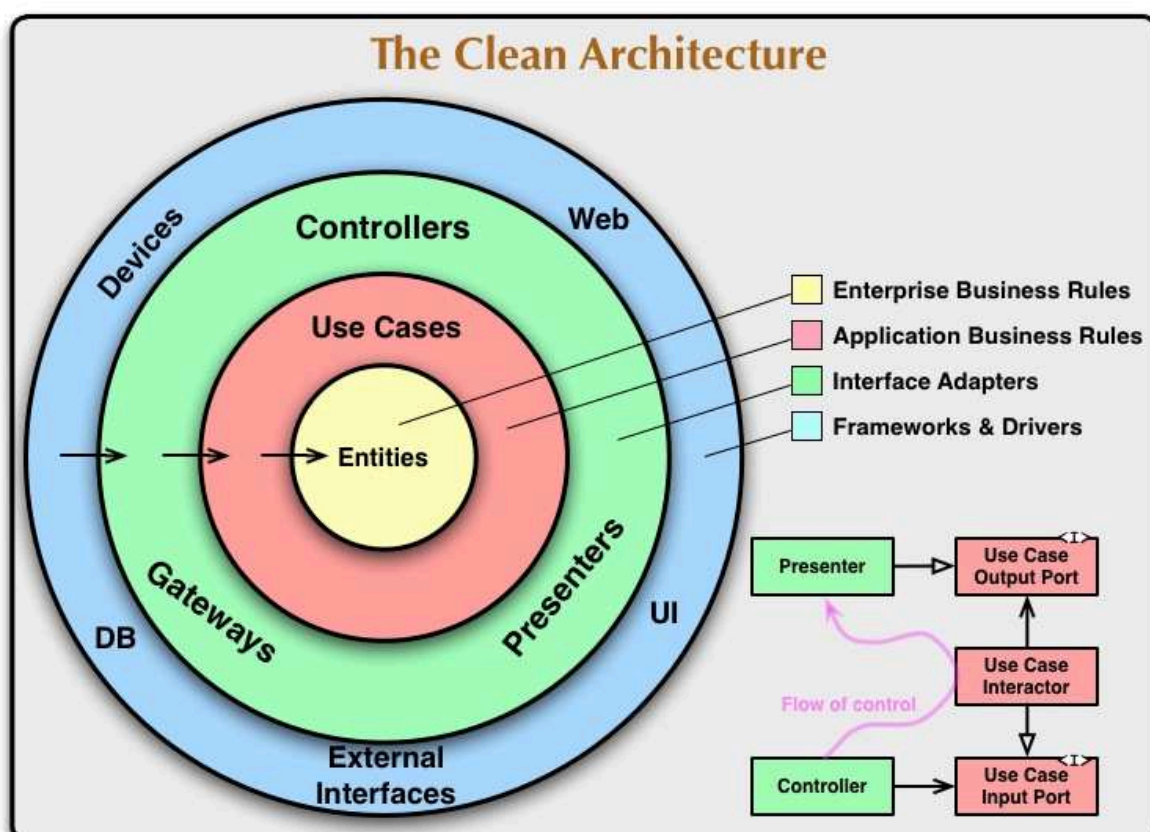 The Clean Architecture
Devices
Web
Controllers
Use Cases
Entities
Gateways
Presenters
DB
UI
External
Interfaces
Enterprise Business Rules
Application Business Rules
Interface Adapters
Frameworks & Drivers
Presenter
<I>
Use Case
Output Port
Use Case
Interactor
Flow of control
Controller
<I>
Use Case
Input Port